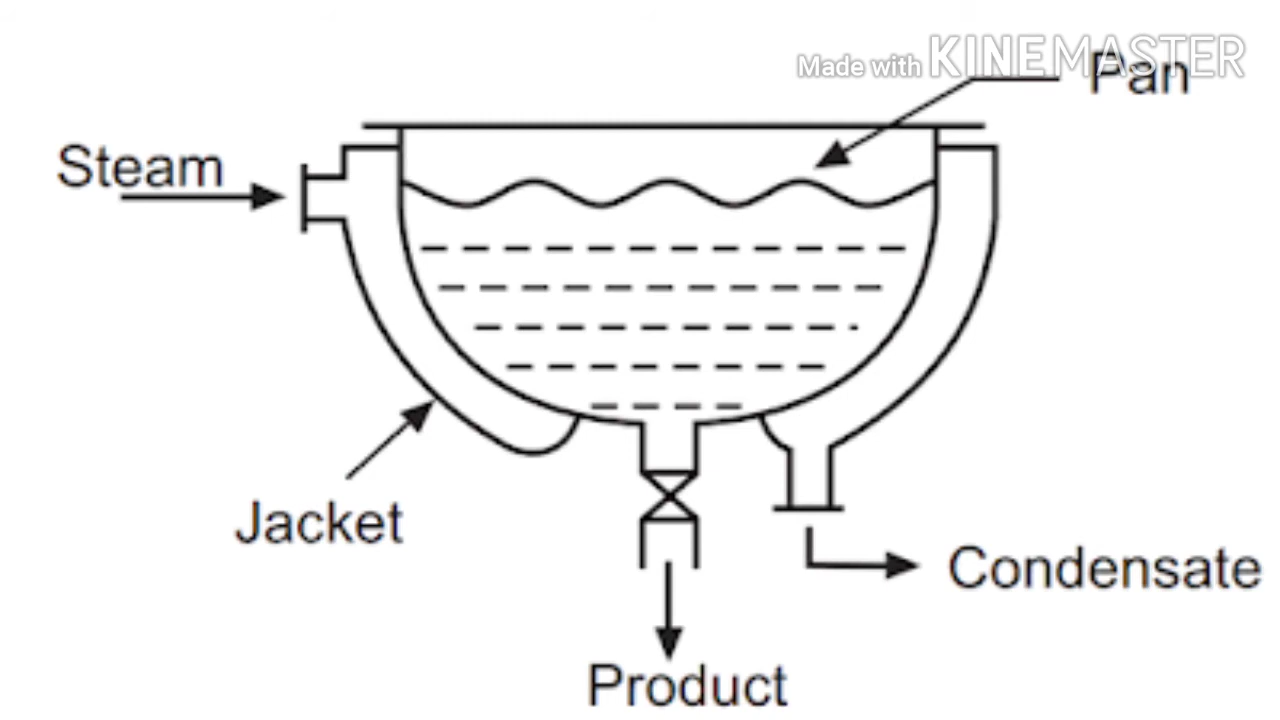 Made with KINEMASTER
Pan
Steam
Jacket
Condensate
Product